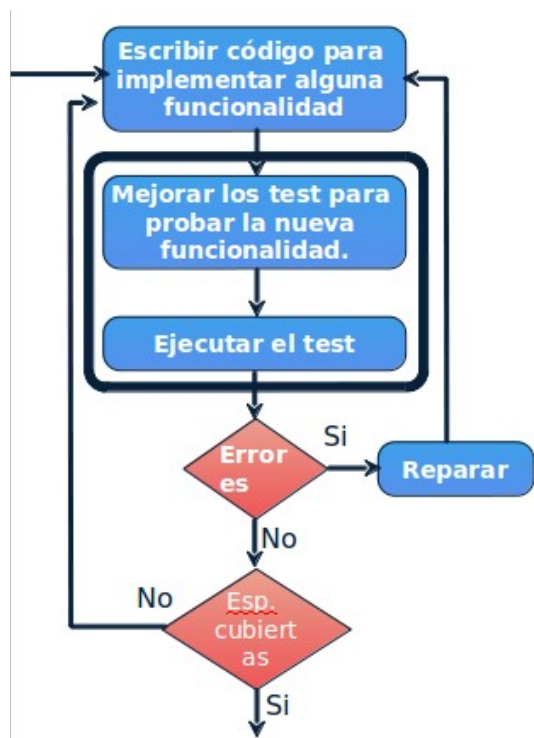 Escribir código para
implementar alguna
funcionalidad
Mejorar los test para
probar la nueva
funcionalidad.
Ejecutar el test
Si
Error
es
Reparar
No
No
Esp.
cubiert
as
Si